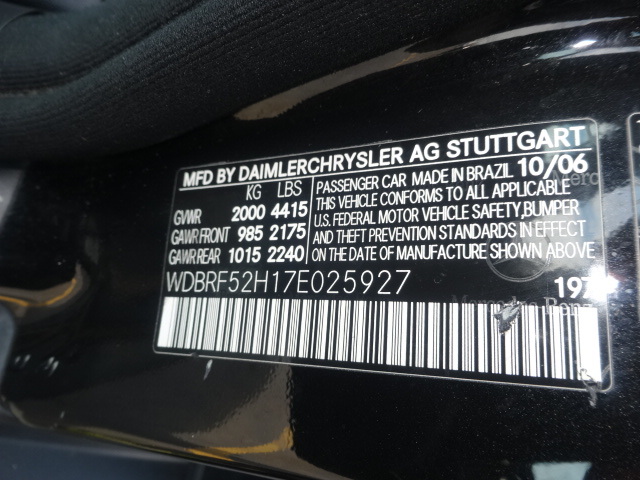 MFD BY DAIMLERCHRYSLER AG STUTTGART
KG LBS
GVWR 2000 4415
GAWR FRONT 985 2175
GAWR REAR 1015 2240
PASSENGER CAR MADE IN BRAZIL 10/06
THIS VEHICLE CONFORMS TO ALL APPLICABLE
U.S. FEDERAL MOTOR VEHICLE SAFETY,BUMPER
AND THEFT PREVENTION STANDARDS IN EFFECT
ON THE DATE OF MANUFACTURE SHOWN ABOVE.
WDBRF52H17E025927
Mercedes Benz